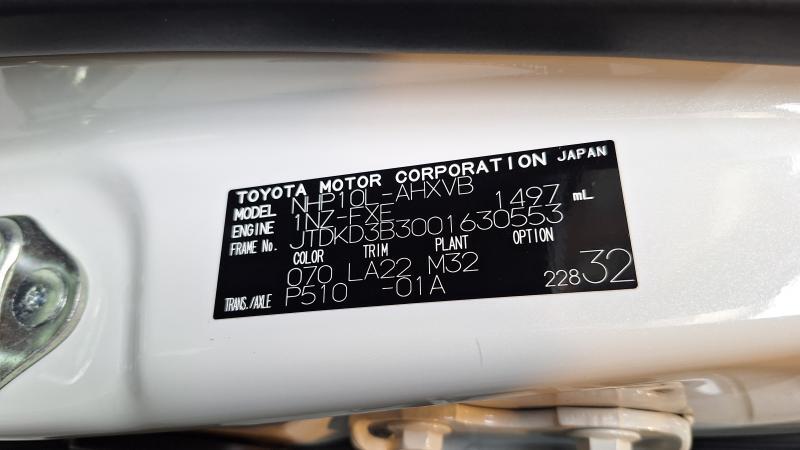 TOYOTA MOTOR CORPORATION JAPAN
MODEL NHP10L-AHXVB
ENGINE 1NZ-FXE 1497 mL
FRAME No. JTDKD3B3001630553
COLOR TRIM PLANT OPTION
070 LA22 M32
TRANS./AXLE P510 -01A 228 32